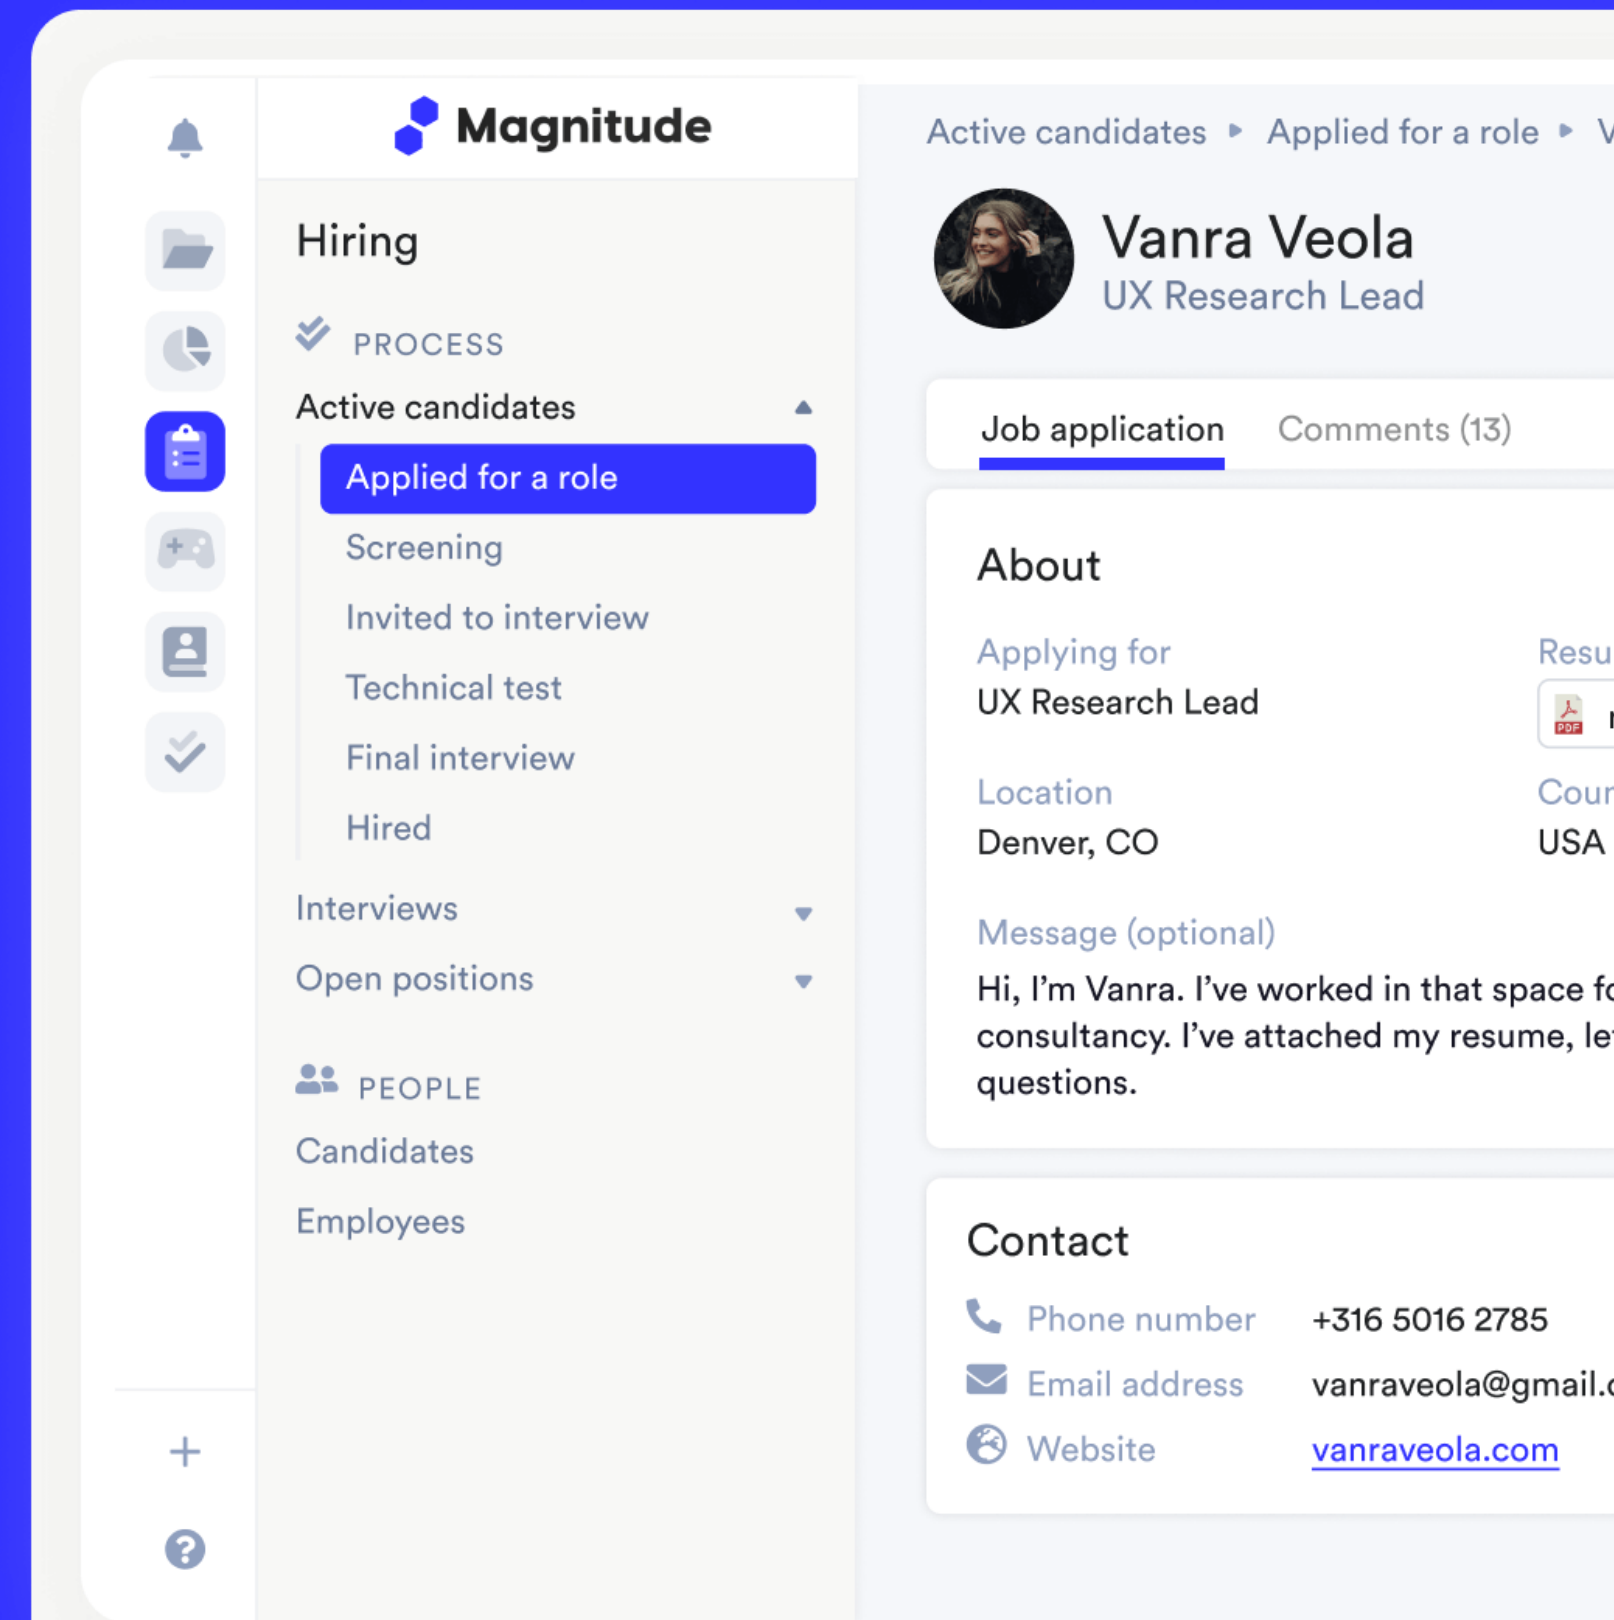 Magnitude
Hiring
PROCESS
Active candidates
Applied for a role
Screening
Invited to interview
Technical test
Final interview
Hired
Interviews
Open positions
PEOPLE
Candidates
Employees
Active candidates Applied for a role
Vanra Veola
UX Research Lead
Job application Comments (13)
About
Applying for
UX Research Lead
PDF
Location
Denver, CO
USA
Message (optional)
Hi, I’m Vanra. I’ve worked in that space
consultancy. I’ve attached my resume,
questions.
Contact
Phone number +316 5016 2785
Email address vanraveola@gmail.
Website vanraveola.com